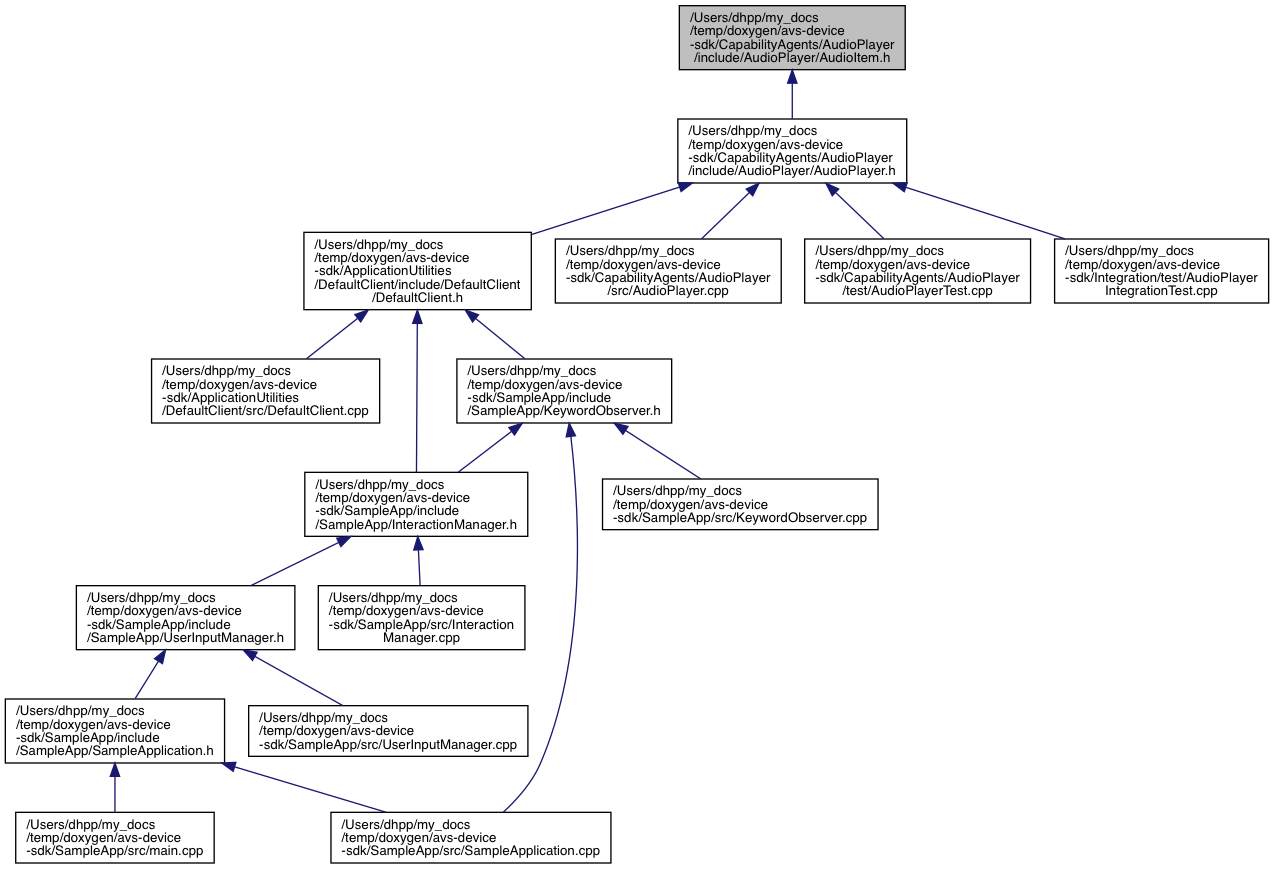 /Users/dhpp/my_docs
/temp/doxygen/avs-device
-sdk/CapabilityAgents/AudioPlayer
/include/AudioPlayer/AudioItem.h
/Users/dhpp/my_docs
/temp/doxygen/avs-device
-sdk/CapabilityAgents/AudioPlayer
/include/AudioPlayer/AudioPlayer.h
/Users/dhpp/my_docs
/temp/doxygen/avs-device
-sdk/ApplicationUtilities
/DefaultClient/include/DefaultClient
/DefaultClient.h
/Users/dhpp/my_docs
/temp/doxygen/avs-device
-sdk/CapabilityAgents/AudioPlayer
/src/AudioPlayer.cpp
/Users/dhpp/my_docs
/temp/doxygen/avs-device
-sdk/CapabilityAgents/AudioPlayer
/test/AudioPlayerTest.cpp
/Users/dhpp/my_docs
/temp/doxygen/avs-device
-sdk/Integration/test/AudioPlayer
IntegrationTest.cpp
/Users/dhpp/my_docs
/temp/doxygen/avs-device
-sdk/ApplicationUtilities
/DefaultClient/src/DefaultClient.cpp
/Users/dhpp/my_docs
/temp/doxygen/avs-device
-sdk/SampleApp/include
/SampleApp/KeywordObserver.h
/Users/dhpp/my_docs
/temp/doxygen/avs-device
-sdk/SampleApp/include
/SampleApp/InteractionManager.h
/Users/dhpp/my_docs
/temp/doxygen/avs-device
-sdk/SampleApp/src/KeywordObserver.cpp
/Users/dhpp/my_docs
/temp/doxygen/avs-device
-sdk/SampleApp/include
/SampleApp/UserInputManager.h
/Users/dhpp/my_docs
/temp/doxygen/avs-device
-sdk/SampleApp/src/Interaction
Manager.cpp
/Users/dhpp/my_docs
/temp/doxygen/avs-device
-sdk/SampleApp/include
/SampleApp/SampleApplication.h
/Users/dhpp/my_docs
/temp/doxygen/avs-device
-sdk/SampleApp/src/UserInputManager.cpp
/Users/dhpp/my_docs
/temp/doxygen/avs-device
-sdk/SampleApp/src/main.cpp
/Users/dhpp/my_docs
/temp/doxygen/avs-device
-sdk/SampleApp/src/SampleApplication.cpp